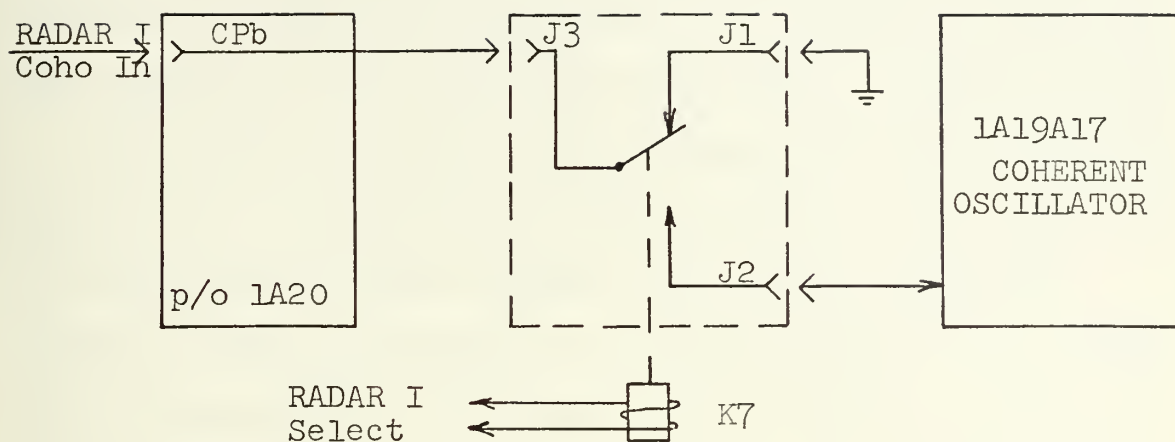 RADAR I
Coho In
CPb
p/o 1A20
J3
J1
J2
1A19A17
COHERENT
OSCILLATOR
RADAR I
Select
K7